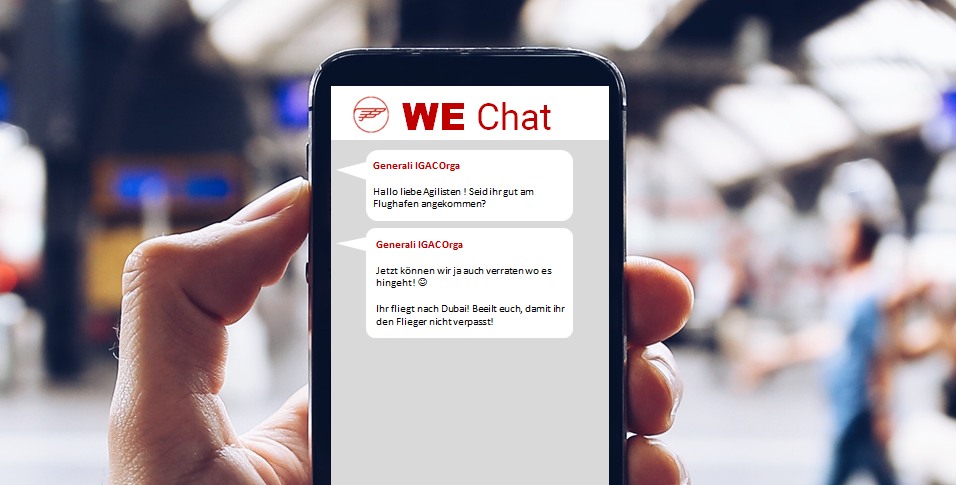 WE Chat
Generali IGACOrga
Hallo liebe Agilisten ! Seid ihr gut am
Flughafen angekommen?
Generali IGACOrga
Jetzt können wir ja auch verraten wo es
hingeht! ☺
Ihr fliegt nach Dubai! Beeilt euch, damit ihr
den Flieger nicht verpasst!